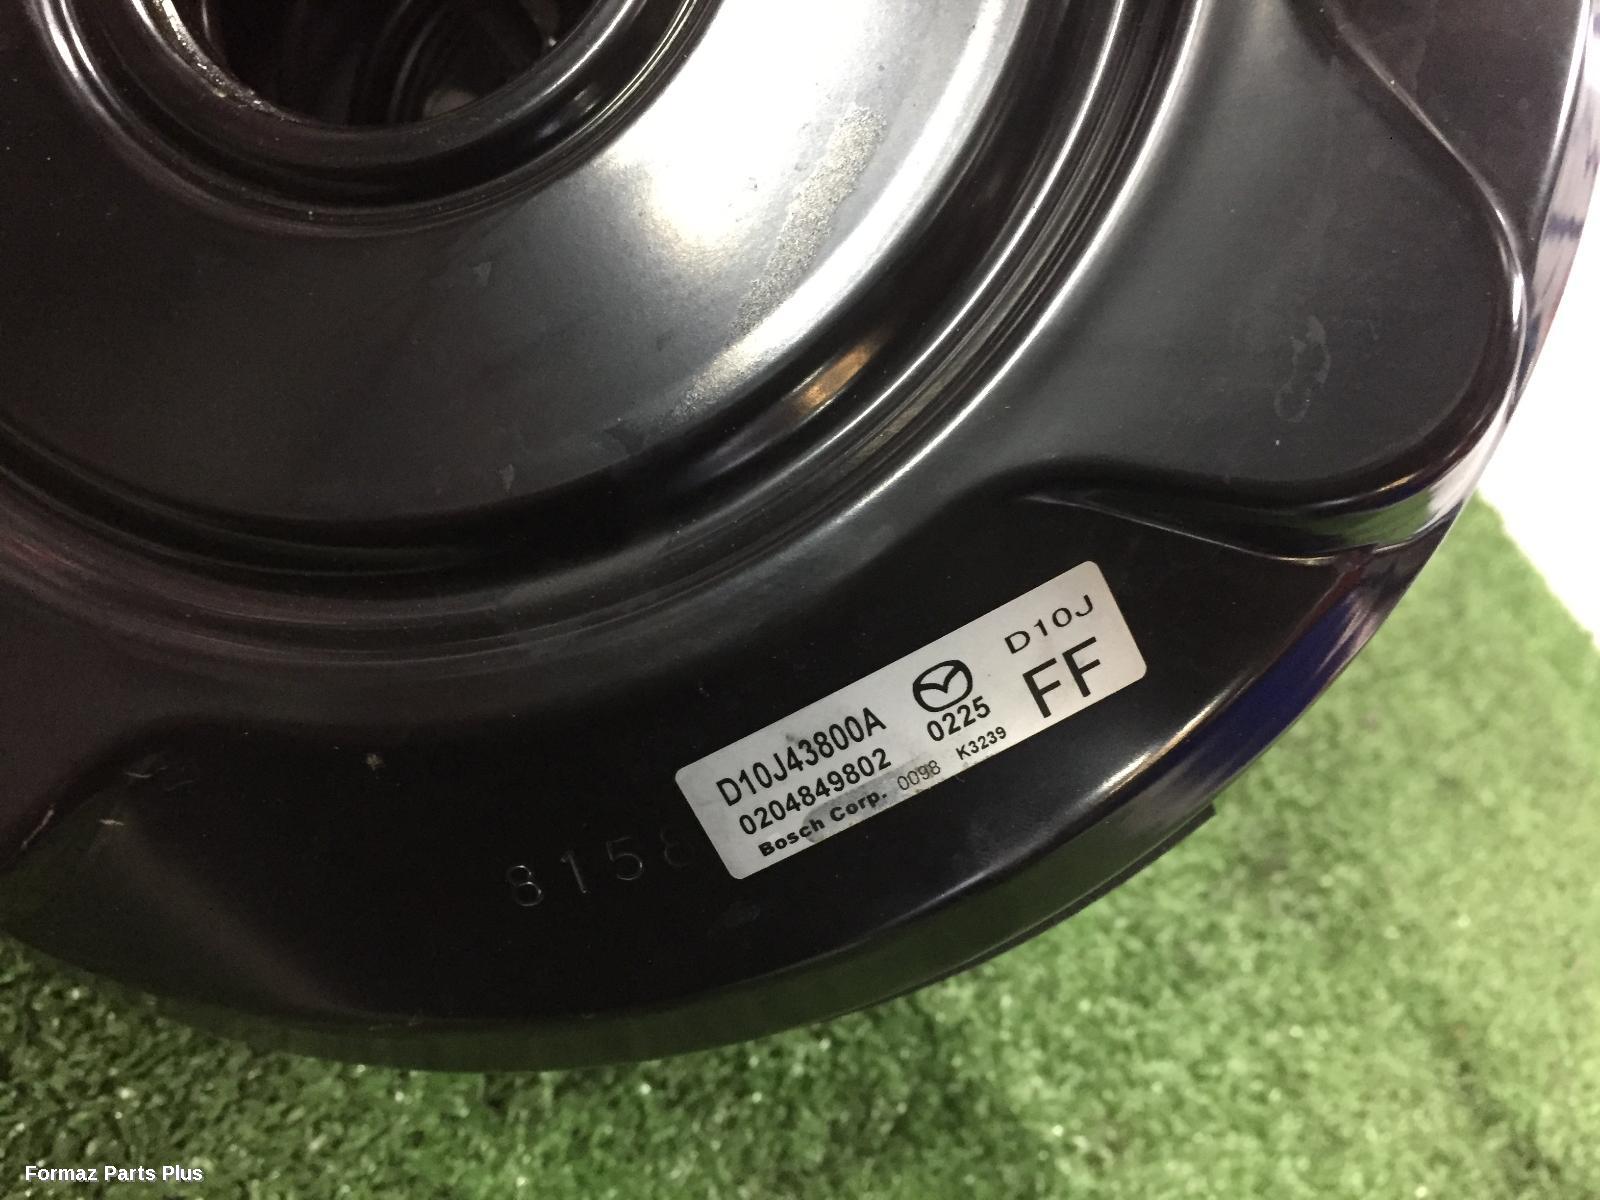 D10J
FF
D10J43800A
0204849802
0225
Bosch Corp. 0098 K3239
8158
Formaz Parts Plus